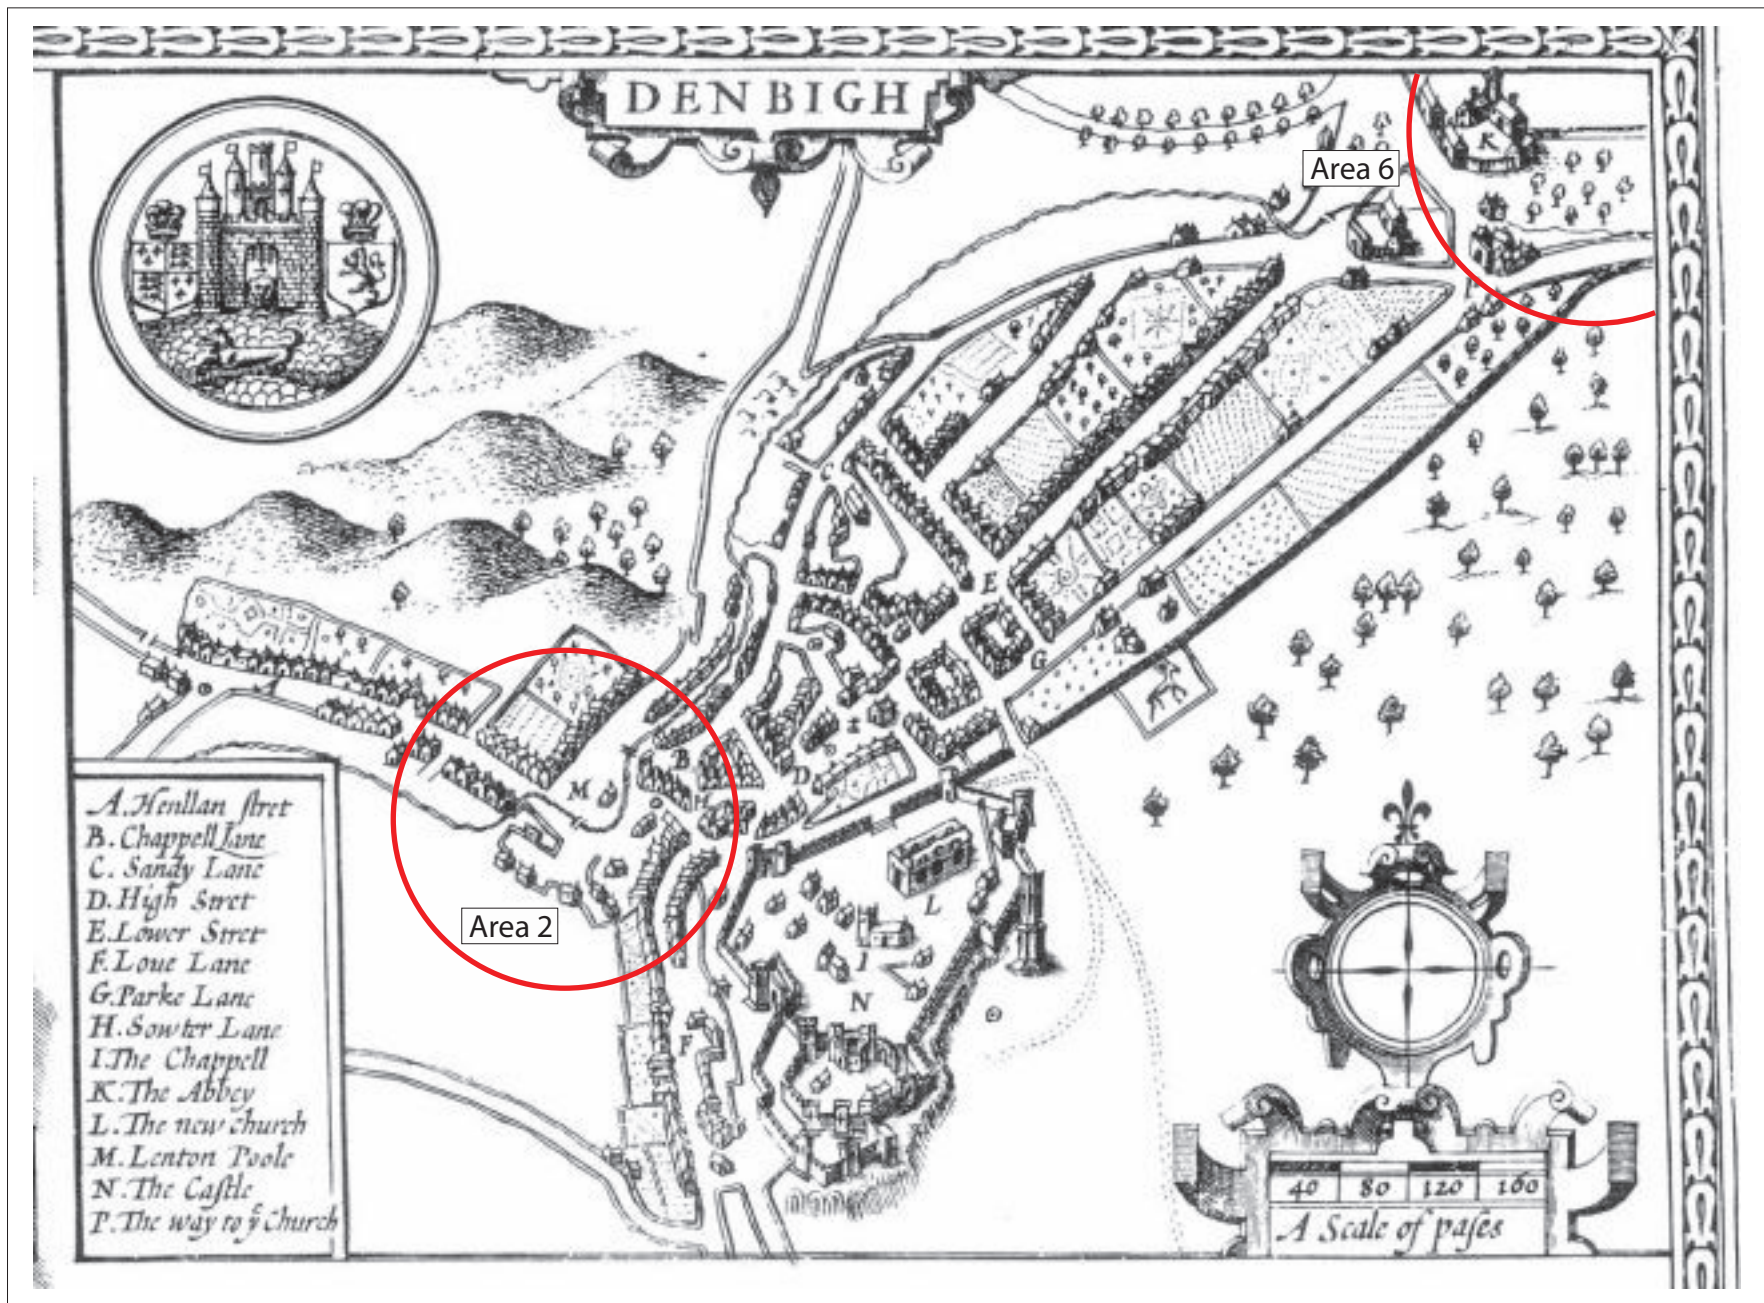 DENBIGH
K
Area 6
C
E
G
B
M
D
H
I
Area 2
L
I
N
F
A. Henllan stret
B. Chappell Lane
C. Sandy Lane
D. High Stret
E. Lower Stret
F. Loue Lane
G. Parke Lane
H. Sowter Lane
I. The Chappell
K. The Abbey
L. The new church
M. Lenton Poole
N. The Castle
P. The way to yᵉ Church
40 80 120 160
A Scale of pases